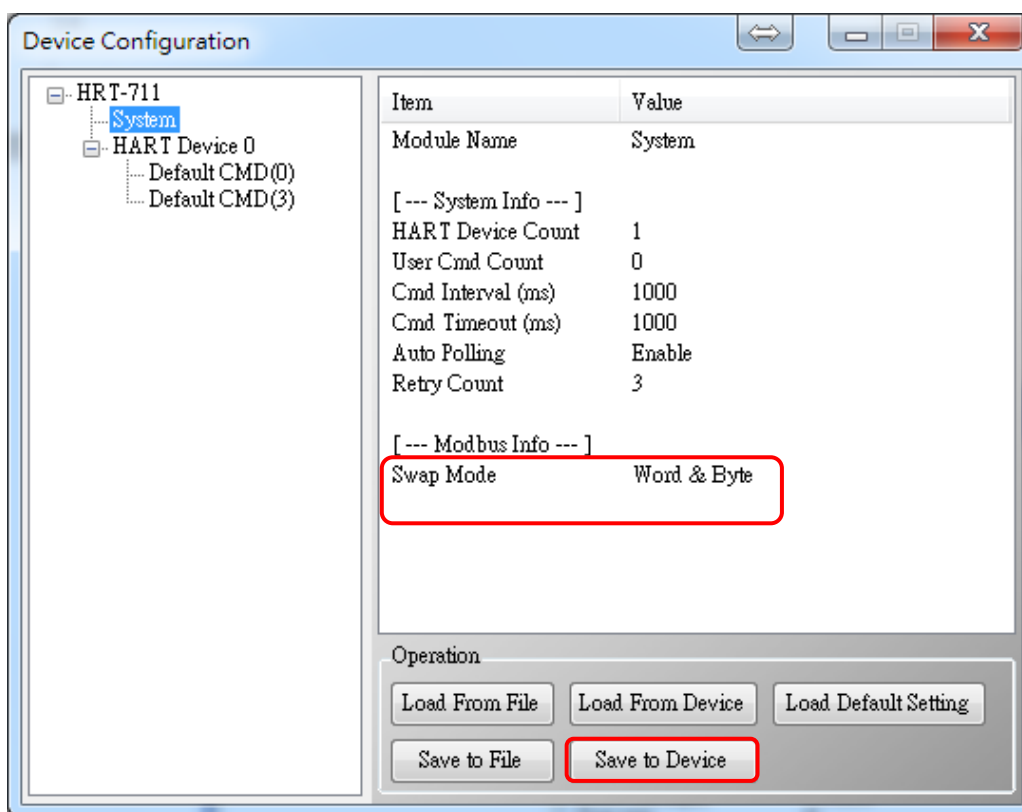 Device Configuration
HRT-711
System
HART Device 0
Default CMD(0)
Default CMD(3)
Item Value
Module Name System
[ --- System Info --- ]
HART Device Count 1
User Cmd Count 0
Cmd Interval (ms) 1000
Cmd Timeout (ms) 1000
Auto Polling Enable
Retry Count 3
[ --- Modbus Info --- ]
Swap Mode Word & Byte
Operation
Load From File Load From Device Load Default Setting
Save to File Save to Device